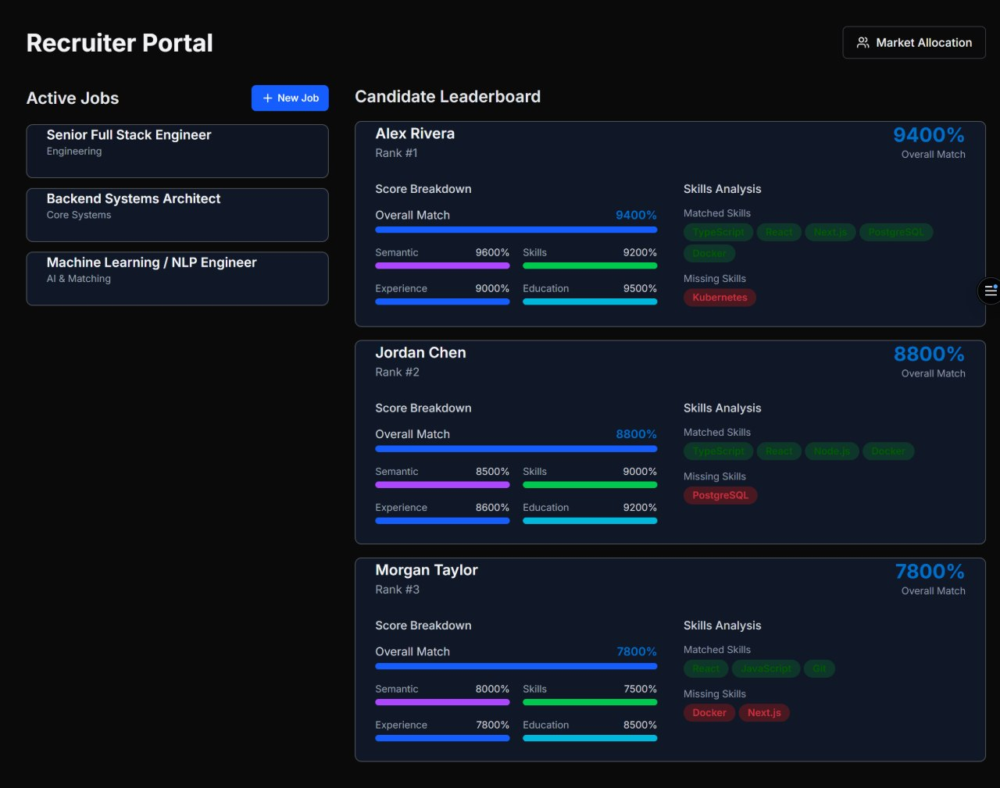 Recruiter Portal
Market Allocation
Active Jobs
New Job
Senior Full Stack Engineer
Engineering
Backend Systems Architect
Core Systems
Machine Learning / NLP Engineer
AI & Matching
Candidate Leaderboard
Alex Rivera
9400%
Rank #1
Overall Match
Score Breakdown
Overall Match 9400%
Semantic 9600% Skills 9200%
Experience 9000% Education 9500%
Skills Analysis
Matched Skills
TypeScript React Next.js PostgreSQL
Docker
Missing Skills
Kubernetes
Jordan Chen
8800%
Rank #2
Overall Match
Score Breakdown
Overall Match 8800%
Semantic 8500% Skills 9000%
Experience 8600% Education 9200%
Skills Analysis
Matched Skills
TypeScript React Node.js Docker
Missing Skills
PostgreSQL
Morgan Taylor
7800%
Rank #3
Overall Match
Score Breakdown
Overall Match 7800%
Semantic 8000% Skills 7500%
Experience 7800% Education 8500%
Skills Analysis
Matched Skills
React JavaScript Git
Missing Skills
Docker Next.js